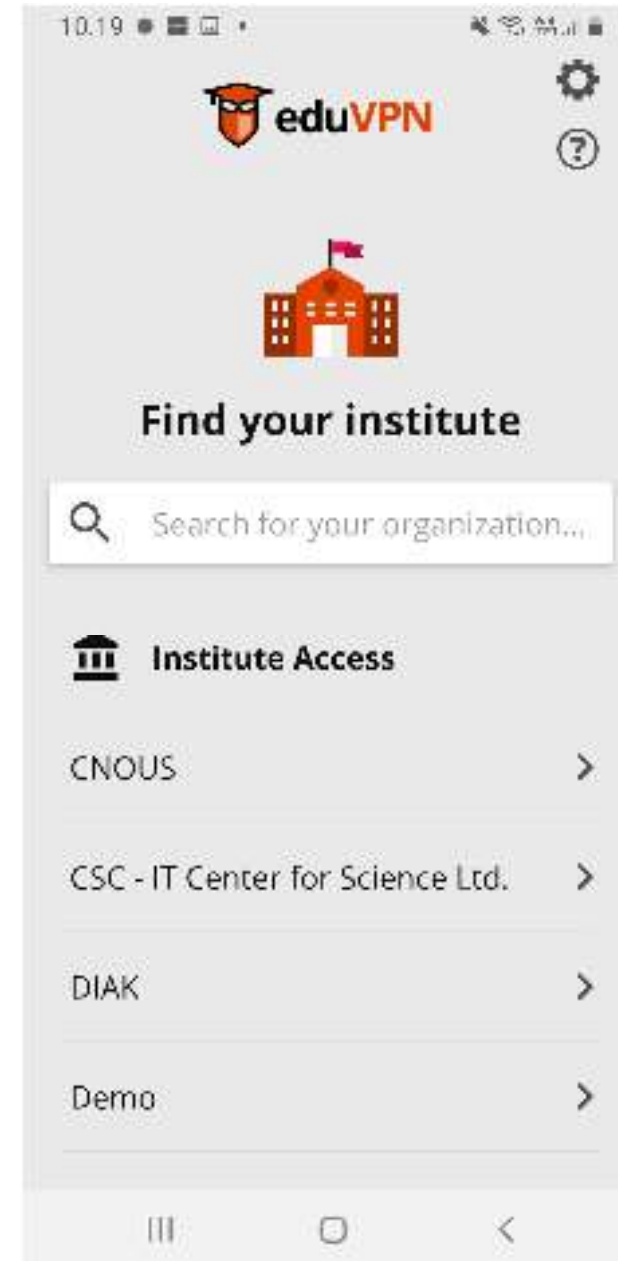 10.19
eduVPN
?
Find your institute
Search for your organization...
Institute Access
CNOUS
CSC - IT Center for Science Ltd.
DIAK
Demo